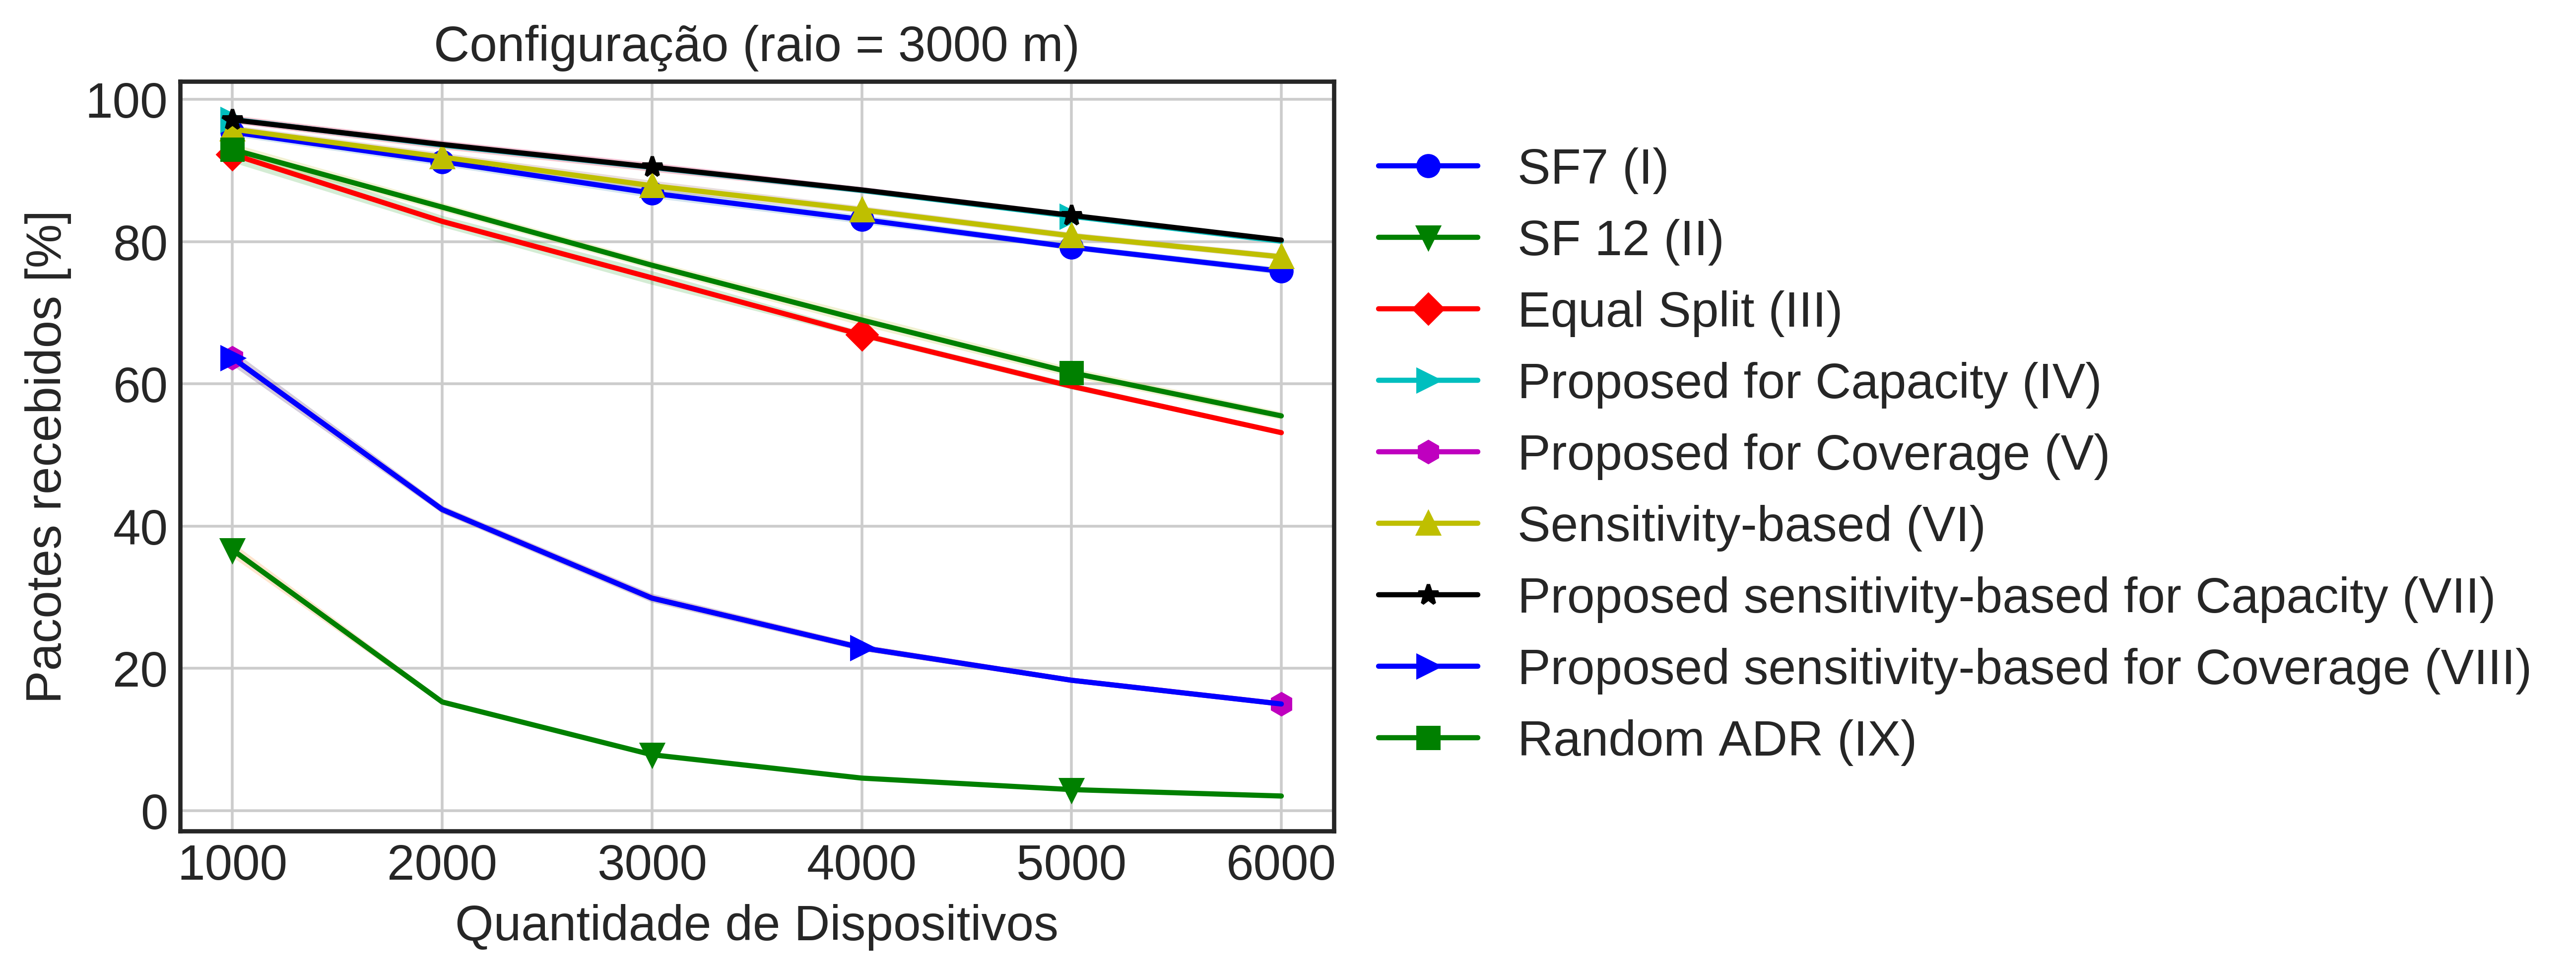 Configuração (raio = 3000 m)
Pacotes recebidos [%]
100
80
60
40
20
0
1000 2000 3000 4000 5000 6000
Quantidade de Dispositivos
SF7 (I)
SF 12 (II)
Equal Split (III)
Proposed for Capacity (IV)
Proposed for Coverage (V)
Sensitivity-based (VI)
Proposed sensitivity-based for Capacity (VII)
Proposed sensitivity-based for Coverage (VIII)
Random ADR (IX)